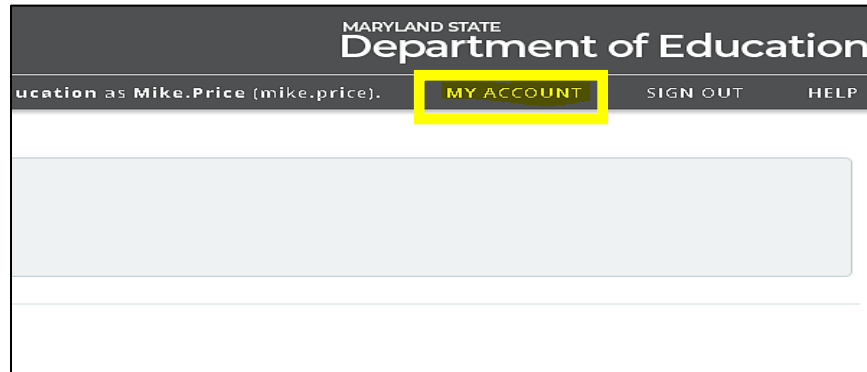 MARYLAND STATE
Department of Education
ucation as Mike.Price (mike.price). MY ACCOUNT SIGN OUT HELP